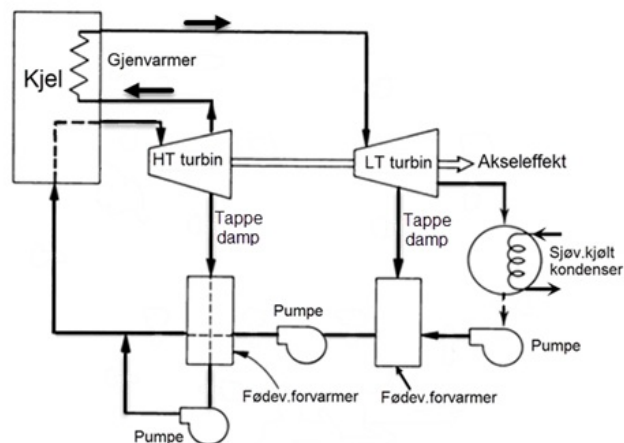 Gjenvarmer
Kjel
HT turbin
LT turbin
Akseleffekt
Tappe
damp
Tappe
damp
Sjøv.kjølt
kondenser
Pumpe
Pumpe
Fødev.forvarmer
Fødev.forvarmer
Pumpe